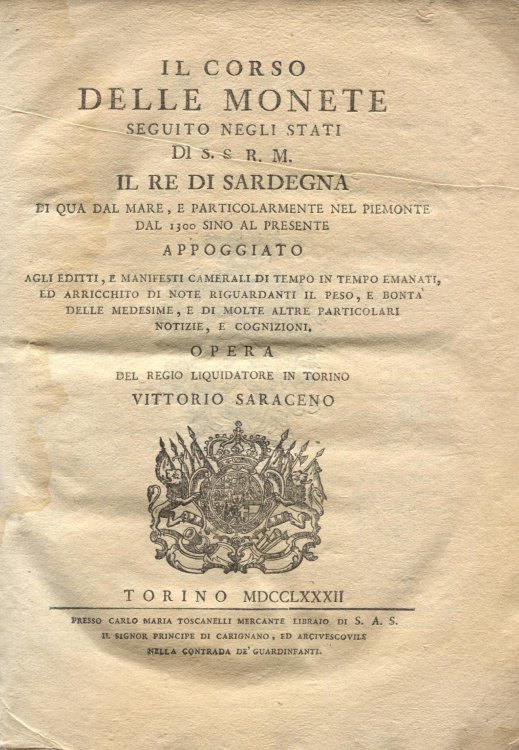 IL CORSO
DELLE MONETE
SEGUITO NEGLI STATI
DI S. S R. M.
IL RE DI SARDEGNA
DI QUA DAL MARE, E PARTICOLARMENTE NEL PIEMONTE
DAL 1300 SINO AL PRESENTE
APPOGGIATO
AGLI EDITTI, E MANIFESTI CAMERALI DI TEMPO IN TEMPO EMANATI,
ED ARRICCHITO DI NOTE RIGUARDANTI IL PESO, E BONTA'
DELLE MEDESIME, E DI MOLTE ALTRE PARTICOLARI
NOTIZIE, E COGNIZIONI.
OPERA
DEL REGIO LIQUIDATORE IN TORINO
VITTORIO SARACENO
TORINO MDCCLXXXII
PRESSO CARLO MARIA TOSCANELLI MERCANTE LIBRAIO DI S. A. S.
IL SIGNOR PRINCIPE DI CARIGNANO, ED ARCIVESCOVILE
NELLA CONTRADA DE' GUARDINFANTI.